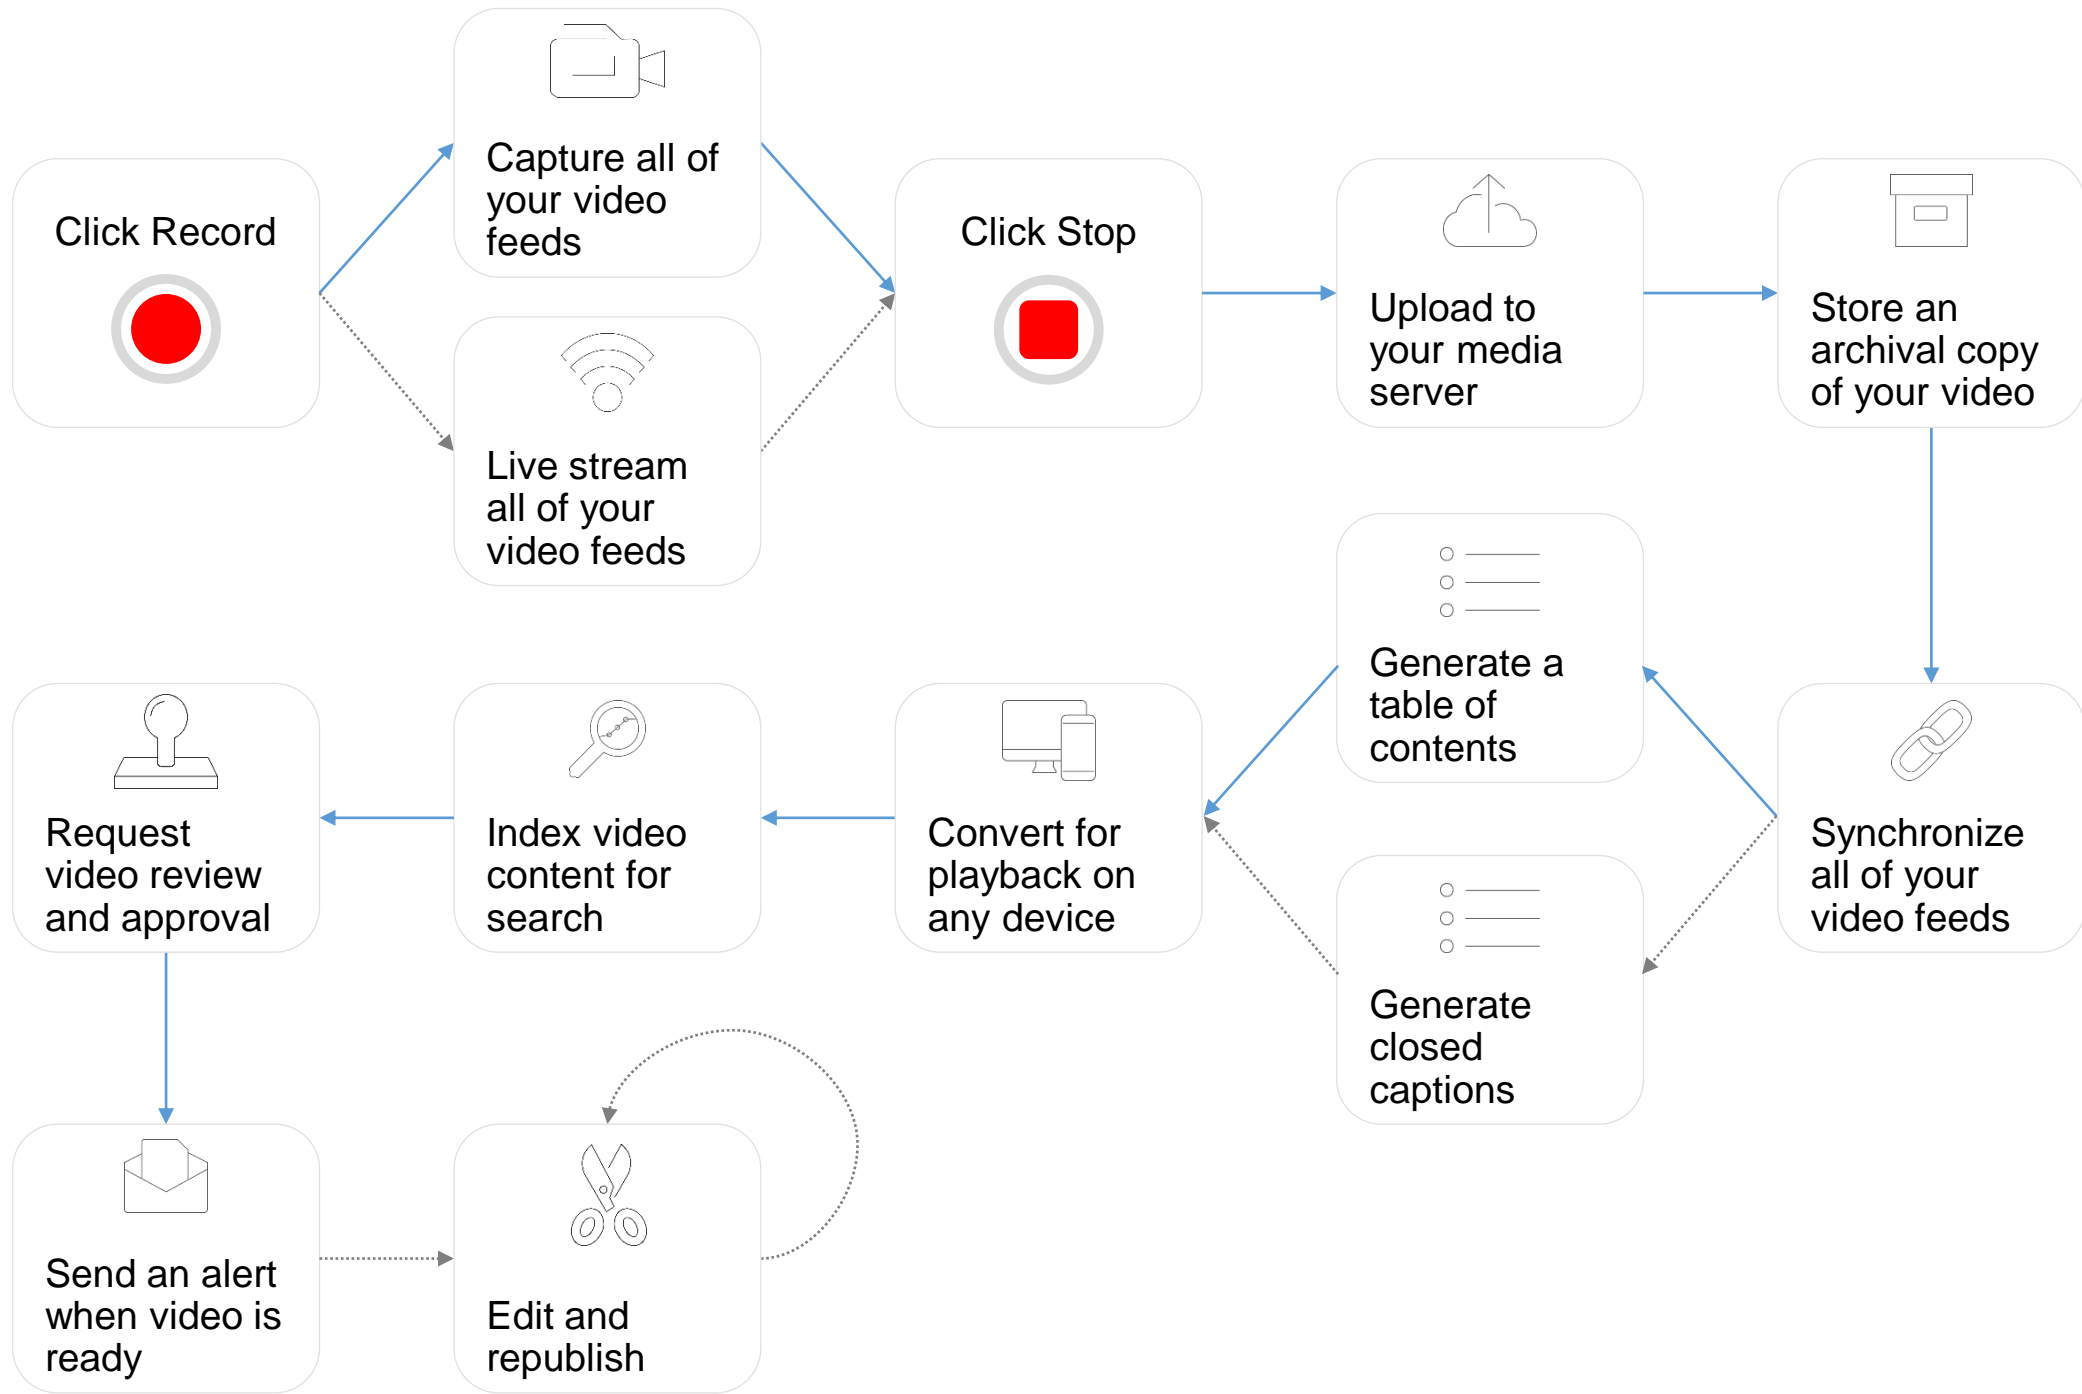 Click Record
Capture all of
your video
feeds
Live stream
all of your
video feeds
Click Stop
Upload to
your media
server
Store an
archival copy
of your video
Synchronize
all of your
video feeds
Generate a
table of
contents
Generate
closed
captions
Convert for
playback on
any device
Index video
content for
search
Request
video review
and approval
Send an alert
when video is
ready
Edit and
republish